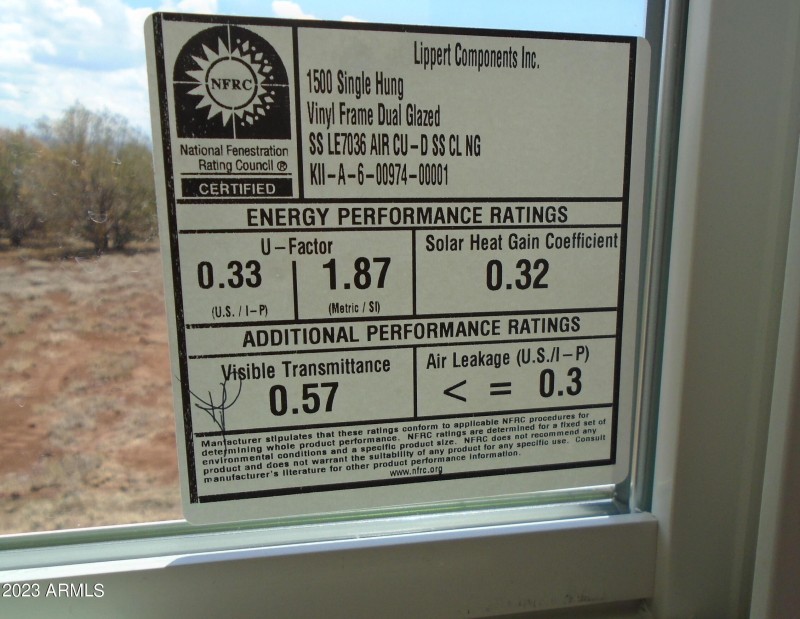 NFRC
National Fenestration
Rating Council ®
CERTIFIED
Lippert Components Inc.
1500 Single Hung
Vinyl Frame Dual Glazed
SS LE7036 AIR CU-D SS CL NG
KII-A-6-00974-00001
ENERGY PERFORMANCE RATINGS
U-Factor
0.33 1.87
(U.S. / I-P) (Metric / SI)
Solar Heat Gain Coefficient
0.32
ADDITIONAL PERFORMANCE RATINGS
Visible Transmittance
0.57
Air Leakage (U.S./I-P)
< = 0.3
Manufacturer stipulates that these ratings conform to applicable NFRC procedures for
determining whole product performance. NFRC ratings are determined for a fixed set of
environmental conditions and a specific product size. NFRC does not recommend any
product and does not warrant the suitability of any product for any specific use. Consult
manufacturer's literature for other product performance information.
www.nfrc.org
2023 ARMLS